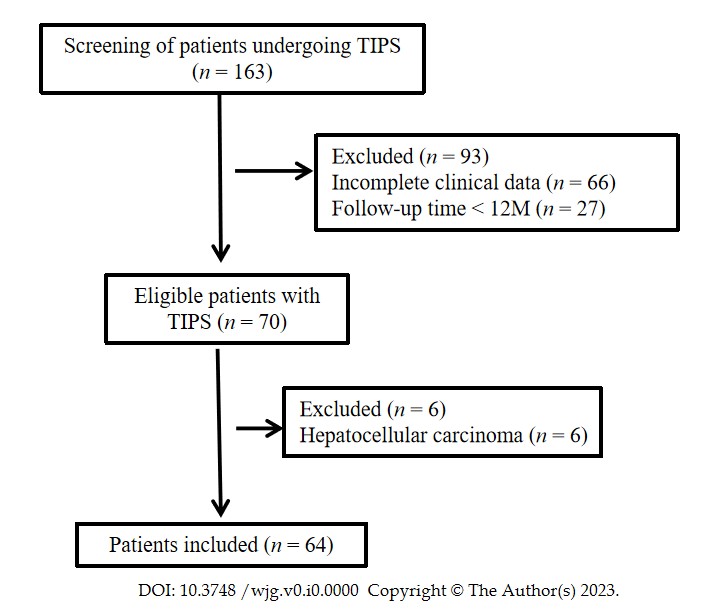 Screening of patients undergoing TIPS
(n = 163)
Excluded (n = 93)
Incomplete clinical data (n = 66)
Follow-up time < 12M (n = 27)
Eligible patients with
TIPS (n = 70)
Excluded (n = 6)
Hepatocellular carcinoma (n = 6)
Patients included (n = 64)
DOI: 10.3748 /wjg.v0.i0.0000 Copyright © The Author(s) 2023.